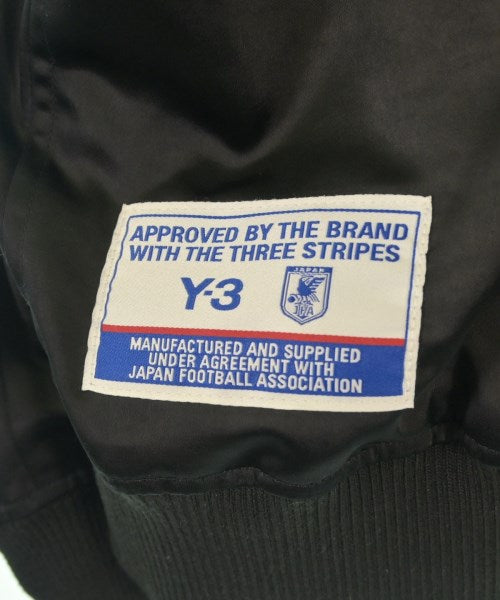 APPROVED BY THE BRAND
WITH THE THREE STRIPES
Y-3
JAPAN
JFA
MANUFACTURED AND SUPPLIED
UNDER AGREEMENT WITH
JAPAN FOOTBALL ASSOCIATION